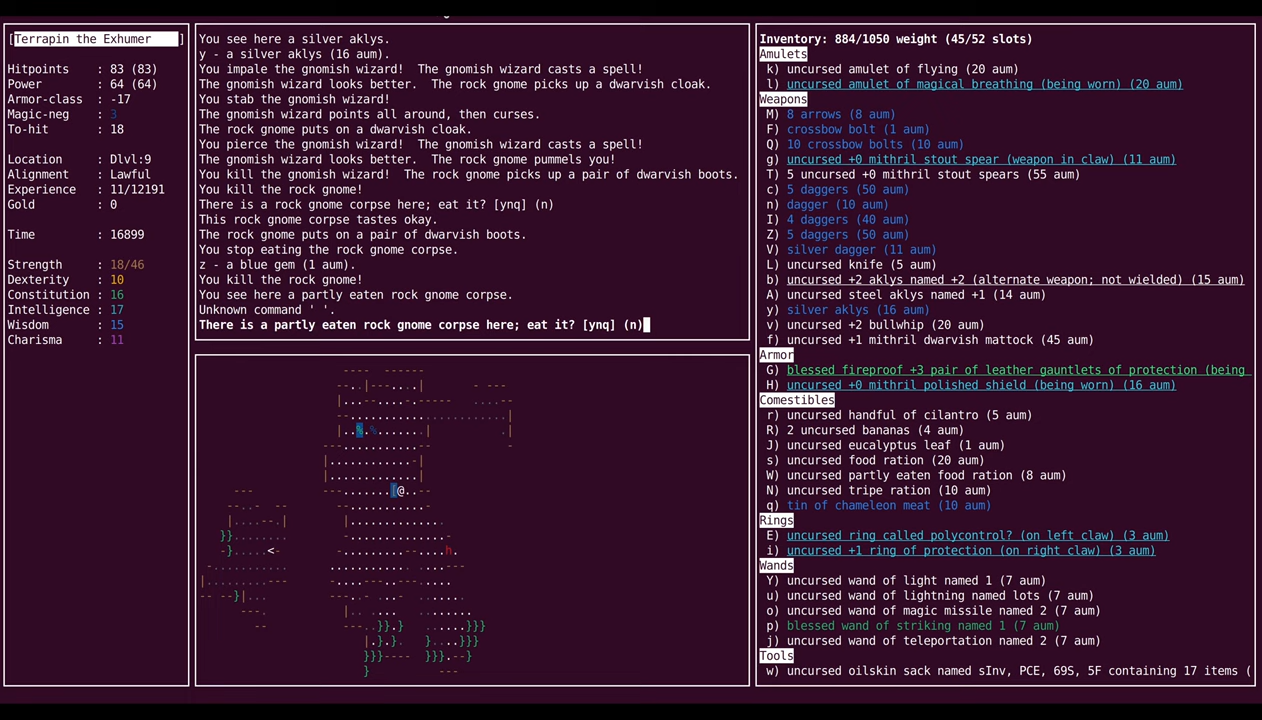 [Terrapin the Exhumer ]
Hitpoints : 83 (83)
Power : 64 (64)
Armor-class : -17
Magic-neg : 3
To-hit : 18
Location : Dlvl:9
Alignment : Lawful
Experience : 11/12191
Gold : 0
Time : 16899
Strength : 18/46
Dexterity : 10
Constitution : 16
Intelligence : 17
Wisdom : 15
Charisma : 11
You see here a silver aklys.
y - a silver aklys (16 aum).
You impale the gnomish wizard! The gnomish wizard casts a spell!
The gnomish wizard looks better. The rock gnome picks up a dwarvish cloak.
You stab the gnomish wizard!
The gnomish wizard points all around, then curses.
The rock gnome puts on a dwarvish cloak.
You pierce the gnomish wizard! The gnomish wizard casts a spell!
The gnomish wizard looks better. The rock gnome pummels you!
You kill the gnomish wizard! The rock gnome picks up a pair of dwarvish boots.
You kill the rock gnome!
There is a rock gnome corpse here; eat it? [ynq] (n)
This rock gnome corpse tastes okay.
The rock gnome puts on a pair of dwarvish boots.
You stop eating the rock gnome corpse.
z - a blue gem (1 aum).
You kill the rock gnome!
You see here a partly eaten rock gnome corpse.
Unknown command ' '.
There is a partly eaten rock gnome corpse here; eat it? [ynq] (n)
Inventory: 884/1050 weight (45/52 slots)
Amulets
k) uncursed amulet of flying (20 aum)
l) uncursed amulet of magical breathing (being worn) (20 aum)
Weapons
M) 8 arrows (8 aum)
F) crossbow bolt (1 aum)
Q) 10 crossbow bolts (10 aum)
g) uncursed +0 mithril stout spear (weapon in claw) (11 aum)
T) 5 uncursed +0 mithril stout spears (55 aum)
c) 5 daggers (50 aum)
n) dagger (10 aum)
I) 4 daggers (40 aum)
Z) 5 daggers (50 aum)
V) silver dagger (11 aum)
L) uncursed knife (5 aum)
b) uncursed +2 aklys named +2 (alternate weapon; not wielded) (15 aum)
A) uncursed steel aklys named +1 (14 aum)
y) silver aklys (16 aum)
v) uncursed +2 bullwhip (20 aum)
f) uncursed +1 mithril dwarvish mattock (45 aum)
Armor
G) blessed fireproof +3 pair of leather gauntlets of protection (being
H) uncursed +0 mithril polished shield (being worn) (16 aum)
Comestibles
r) uncursed handful of cilantro (5 aum)
R) 2 uncursed bananas (4 aum)
J) uncursed eucalyptus leaf (1 aum)
s) uncursed food ration (20 aum)
W) uncursed partly eaten food ration (8 aum)
N) uncursed tripe ration (10 aum)
q) tin of chameleon meat (10 aum)
Rings
E) uncursed ring called polycontrol? (on left claw) (3 aum)
i) uncursed +1 ring of protection (on right claw) (3 aum)
Wands
Y) uncursed wand of light named 1 (7 aum)
u) uncursed wand of lightning named lots (7 aum)
o) uncursed wand of magic missile named 2 (7 aum)
p) blessed wand of striking named 1 (7 aum)
j) uncursed wand of teleportation named 2 (7 aum)
Tools
w) uncursed oilskin sack named sInv, PCE, 69S, 5F containing 17 items (